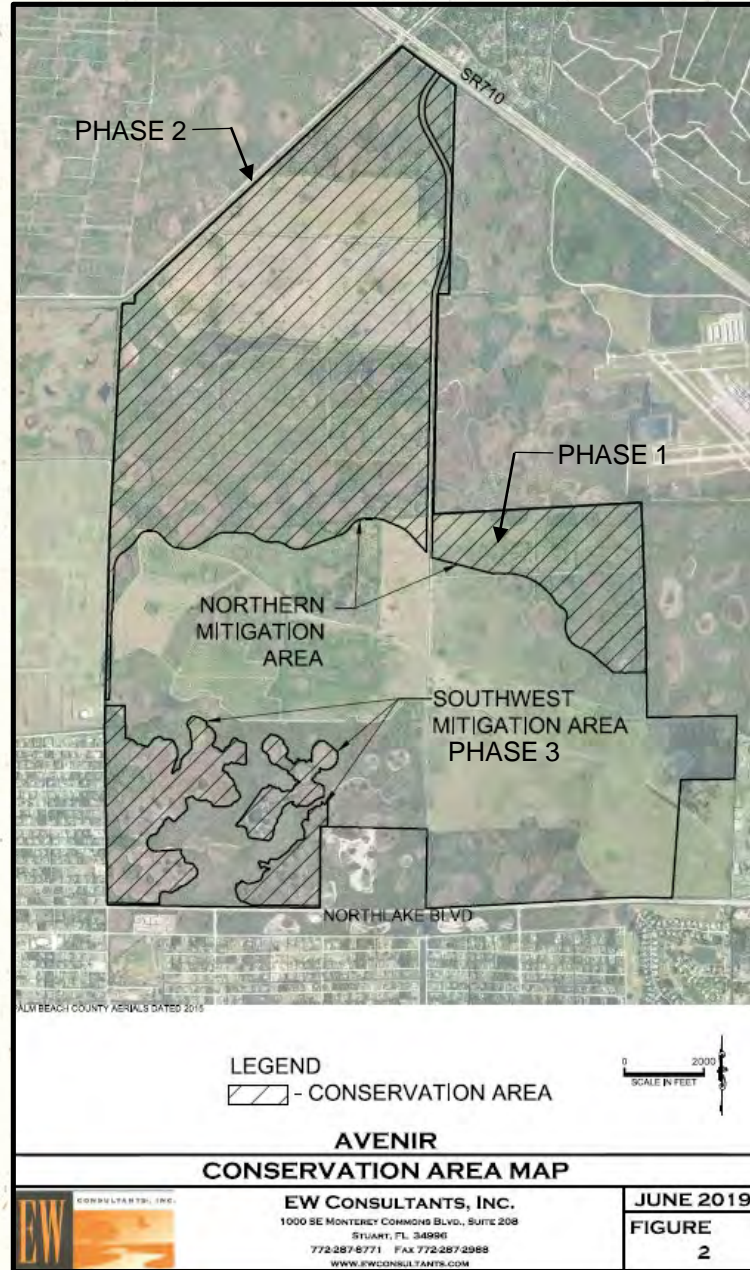 SR710
PHASE 2
PHASE 1
NORTHERN
MITIGATION
AREA
SOUTHWEST
MITIGATION AREA
PHASE 3
NORTHLAKE BLVD
PALM BEACH COUNTY AERIALS DATED 2015
LEGEND
- CONSERVATION AREA
0 2000
SCALE IN FEET
AVENIR
CONSERVATION AREA MAP
EW CONSULTANTS, INC.
EW CONSULTANTS, INC.
1000 SE MONTEREY COMMONS BLVD., SUITE 208
STUART, FL 34996
772-287-8771 FAX 772-287-2988
WWW.EWCONSULTANTS.COM
JUNE 2019
FIGURE
2